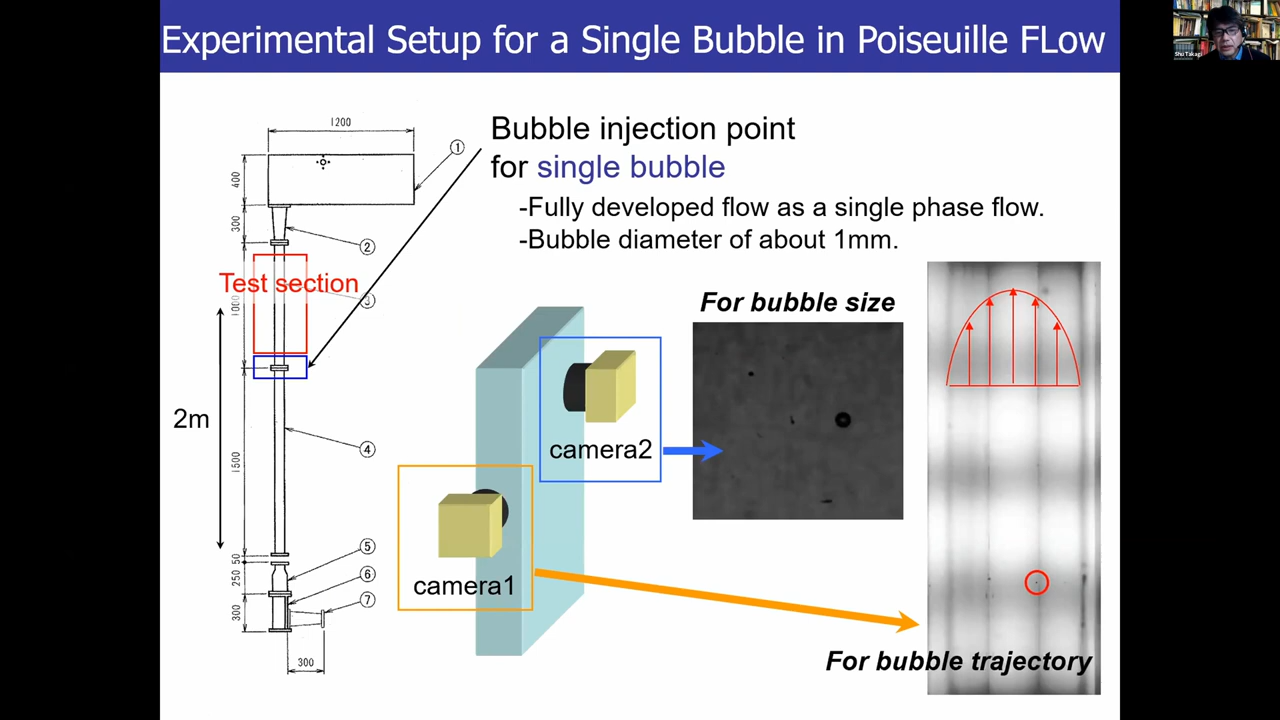 Experimental Setup for a Single Bubble in Poiseuille FLow
Shu Takagi
Bubble injection point
for single bubble
-Fully developed flow as a single phase flow.
-Bubble diameter of about 1mm.
1200
400
300
1000
1500
50
250
300
300
①
②
③
④
⑤
⑥
⑦
Test section
2m
camera2
camera1
For bubble size
For bubble trajectory